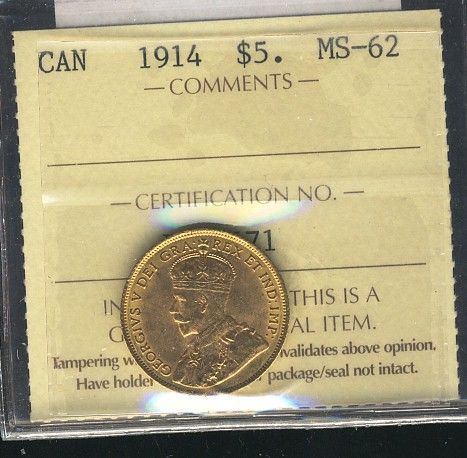 CAN 1914 $5. MS-62
— COMMENTS —
— CERTIFICATION NO. —
71
GEORGIVS V DEI GRA: REX ET IND: IMP:
IN THIS IS A
AL ITEM.
Tampering validates above opinion.
Have holder package/seal not intact.